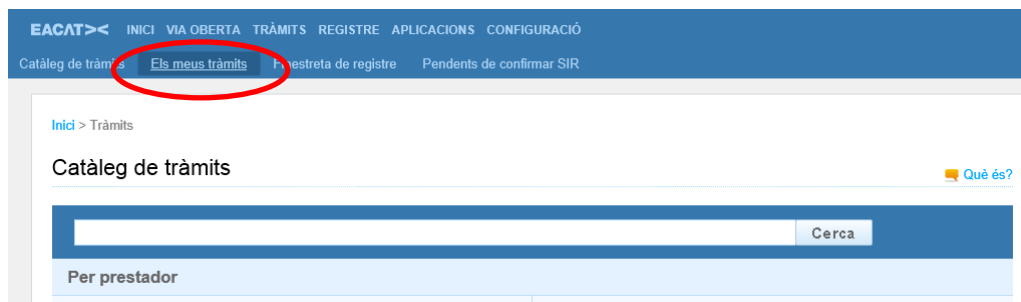 EACAT>< INICI VIA OBERTA TRÀMITS REGISTRE APLICACIONS CONFIGURACIÓ
Catàleg de tràmits Els meus tràmits Finestreta de registre Pendents de confirmar SIR
Inici > Tràmits
Catàleg de tràmits
Què és?
Cerca
Per prestador